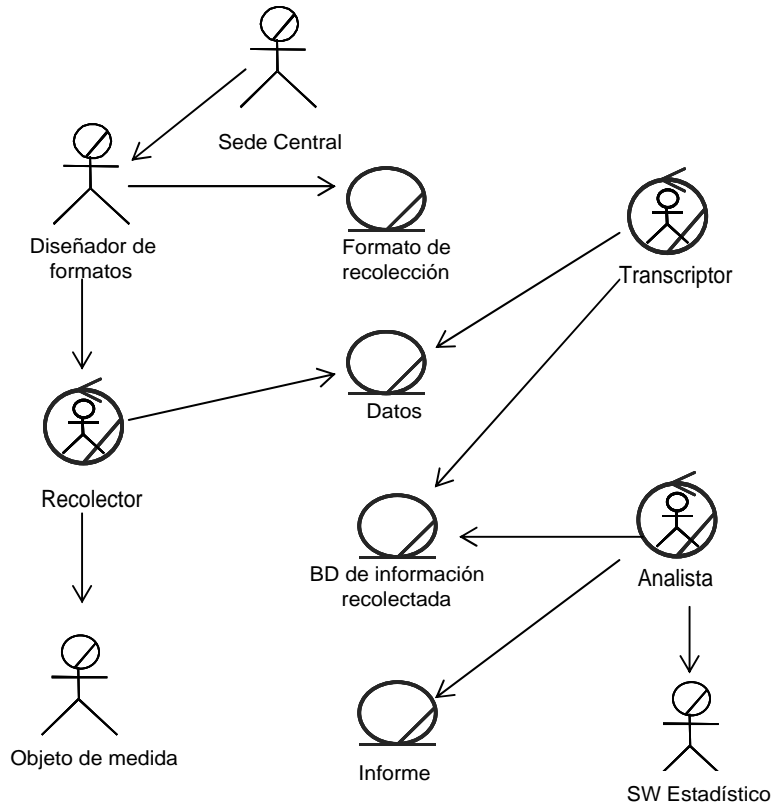 Sede Central
Diseñador de
formatos
Formato de
recolección
Transcriptor
Datos
Recolector
BD de información
recolectada
Analista
Objeto de medida
Informe
SW Estadístico